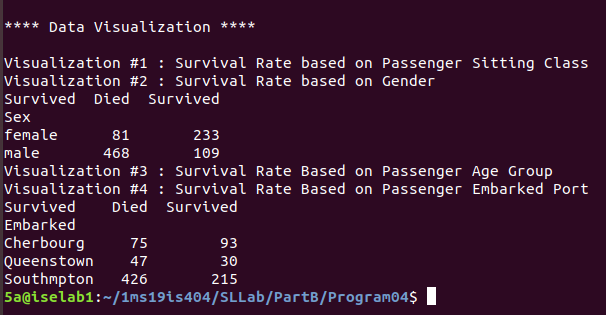 **** Data Visualization ****
Visualization #1 : Survival Rate based on Passenger Sitting Class
Visualization #2 : Survival Rate based on Gender
Survived  Died  Survived
Sex
female      81       233
male       468       109
Visualization #3 : Survival Rate Based on Passenger Age Group
Visualization #4 : Survival Rate Based on Passenger Embarked Port
Survived    Died  Survived
Embarked
Cherbourg     75        93
Queenstown    47        30
Southmpton   426       215
5a@iselab1:~/1ms19is404/SLLab/PartB/Program04$